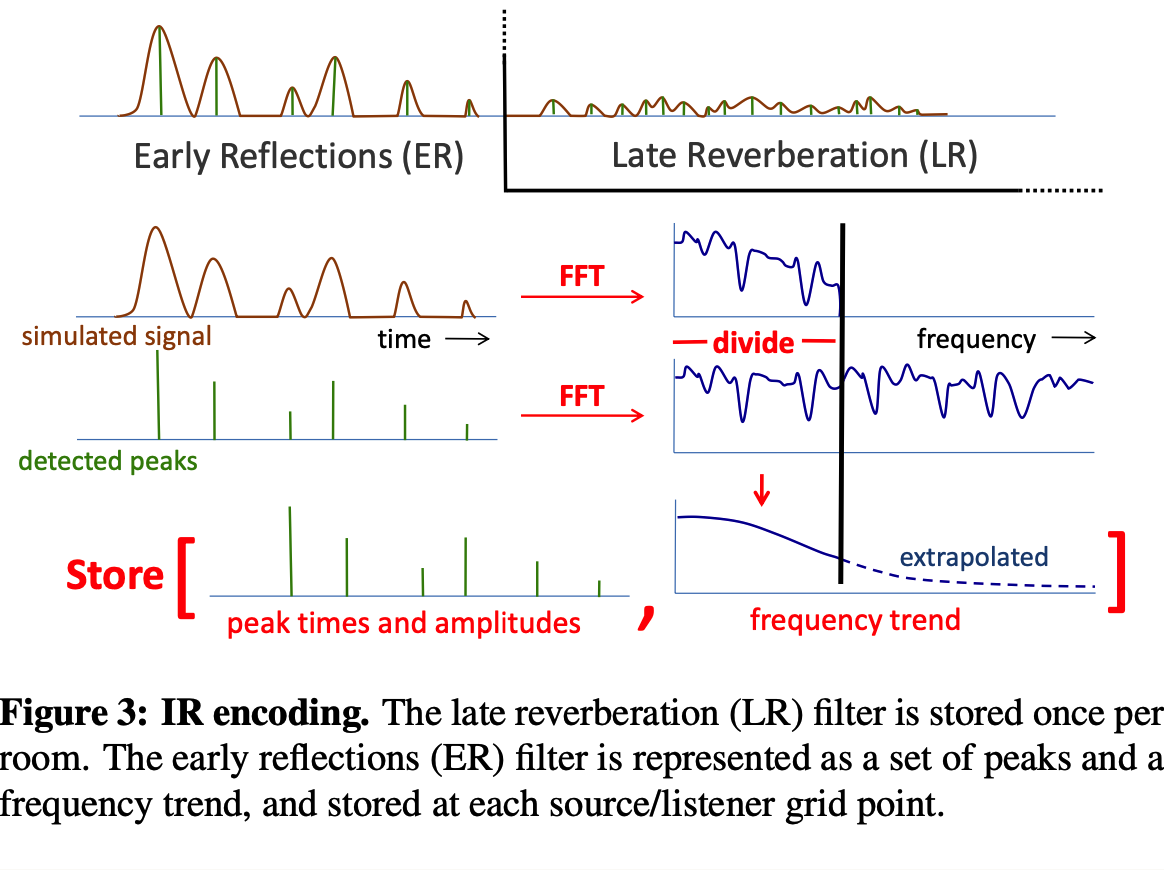 Early Reflections (ER)
Late Reverberation (LR)
FFT
simulated signal
time
divide
frequency
FFT
detected peaks
Store [
peak times and amplitudes
,
extrapolated
]
frequency trend
Figure 3: IR encoding. The late reverberation (LR) filter is stored once per
room. The early reflections (ER) filter is represented as a set of peaks and a
frequency trend, and stored at each source/listener grid point.